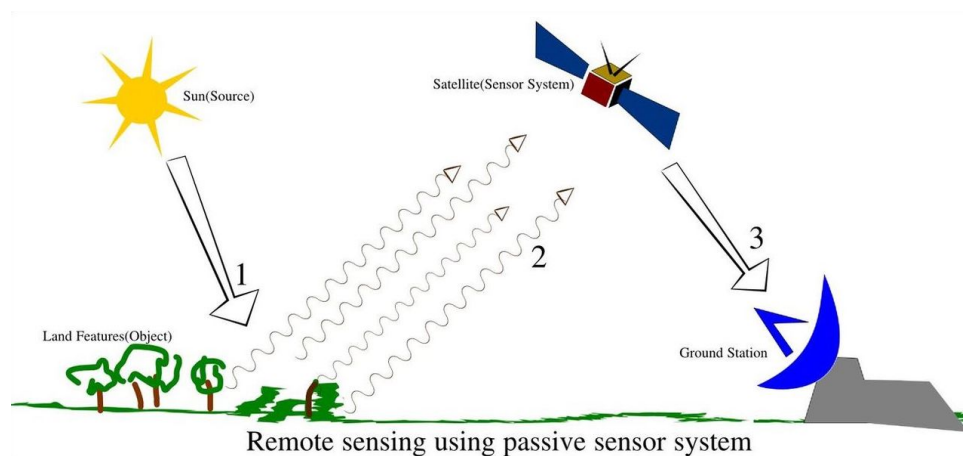 Sun(Source)
Satellite(Sensor System)
1
2
3
Land Features(Object)
Ground Station
Remote sensing using passive sensor system